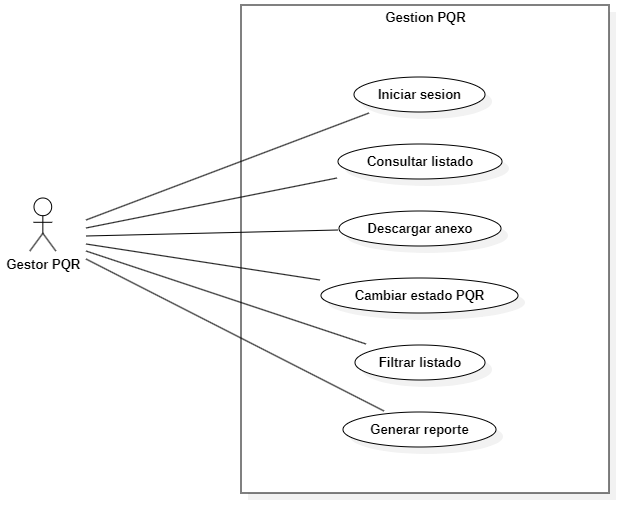 Gestion PQR
Iniciar sesion
Consultar listado
Descargar anexo
Gestor PQR
Cambiar estado PQR
Filtrar listado
Generar reporte